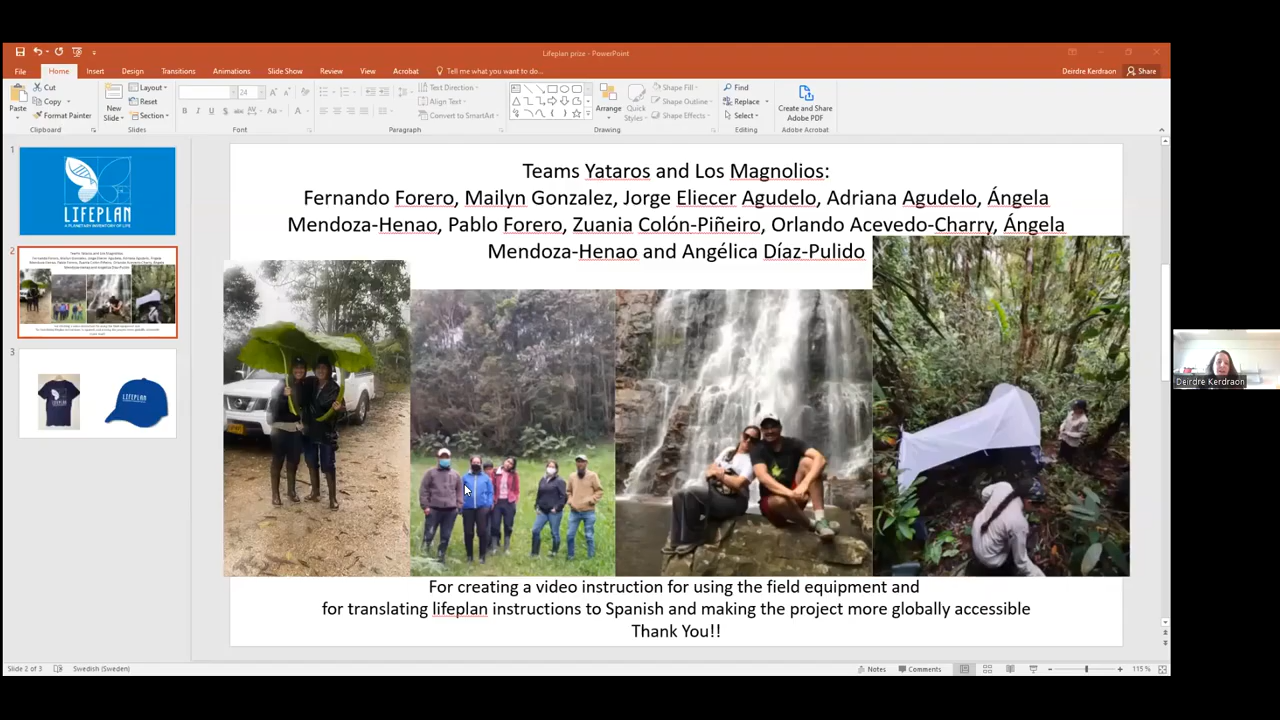 Lifeplan prize - PowerPoint
File
Home
Insert
Design
Transitions
Animations
Slide Show
Review
View
Acrobat
Tell me what you want to do...
Deirdre Kerdraon
Share
Paste
Cut
Copy
Format Painter
Clipboard
New
Slide
Layout
Reset
Section
Slides
24
Font
Text Direction
Align Text
Convert to SmartArt
Paragraph
Arrange
Quick
Styles
Shape Fill
Shape Outline
Shape Effects
Drawing
Find
Replace
Select
Editing
Create and Share
Adobe PDF
Adobe Acrobat
1
LIFEPLAN
A PLANETARY INVENTORY OF LIFE
2
3
LIFEPLAN
Teams Yataros and Los Magnolios:
Fernando Forero, Mailyn Gonzalez, Jorge Eliecer Agudelo, Adriana Agudelo, Ángela
Mendoza-Henao, Pablo Forero, Zuania Colón-Piñeiro, Orlando Acevedo-Charry, Ángela
Mendoza-Henao and Angélica Díaz-Pulido
For creating a video instruction for using the field equipment and
for translating lifeplan instructions to Spanish and making the project more globally accessible
Thank You!!
Deirdre Kerdraon
Slide 2 of 3
Swedish (Sweden)
Notes
Comments
115 %